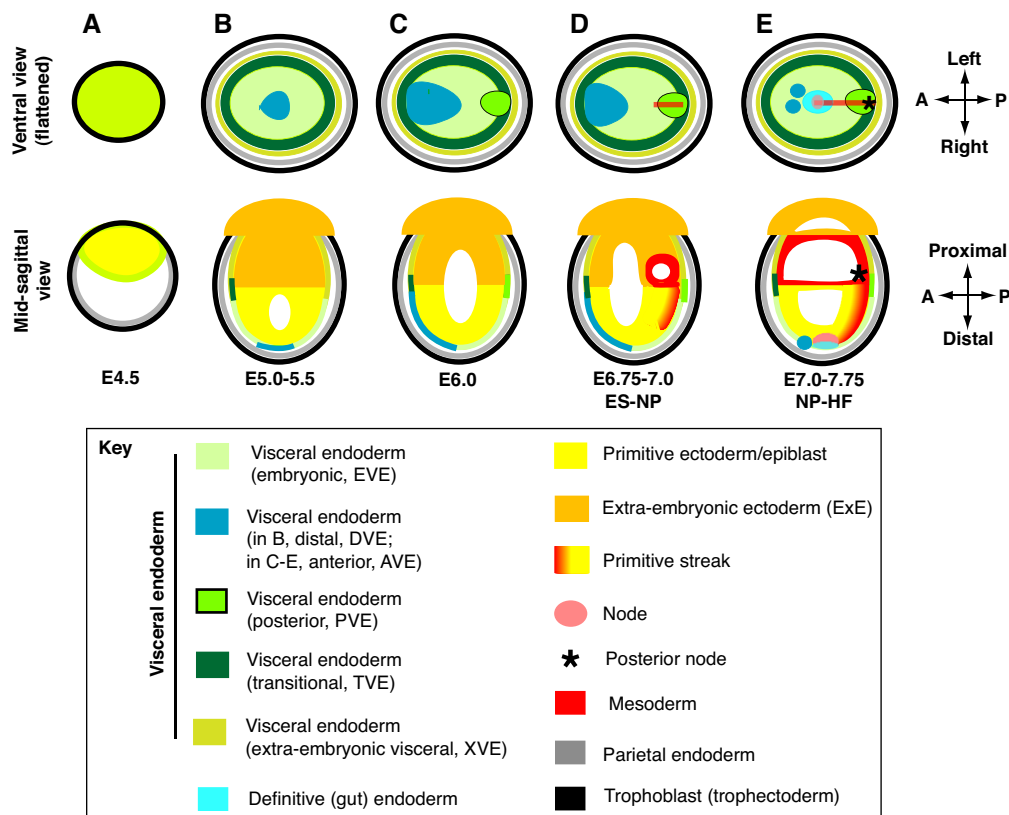 A
B
C
D
E
Ventral view
(flattened)
Left
A
P
Right
Mid-sagittal
view
Proximal
A
P
Distal
E4.5
E5.0-5.5
E6.0
E6.75-7.0
ES-NP
E7.0-7.75
NP-HF
*
*
Key
Visceral endoderm
Visceral endoderm
(embryonic, EVE)
Visceral endoderm
(in B, distal, DVE;
in C-E, anterior, AVE)
Visceral endoderm
(posterior, PVE)
Visceral endoderm
(transitional, TVE)
Visceral endoderm
(extra-embryonic visceral, XVE)
Definitive (gut) endoderm
Primitive ectoderm/epiblast
Extra-embryonic ectoderm (ExE)
Primitive streak
Node
* Posterior node
Mesoderm
Parietal endoderm
Trophoblast (trophectoderm)